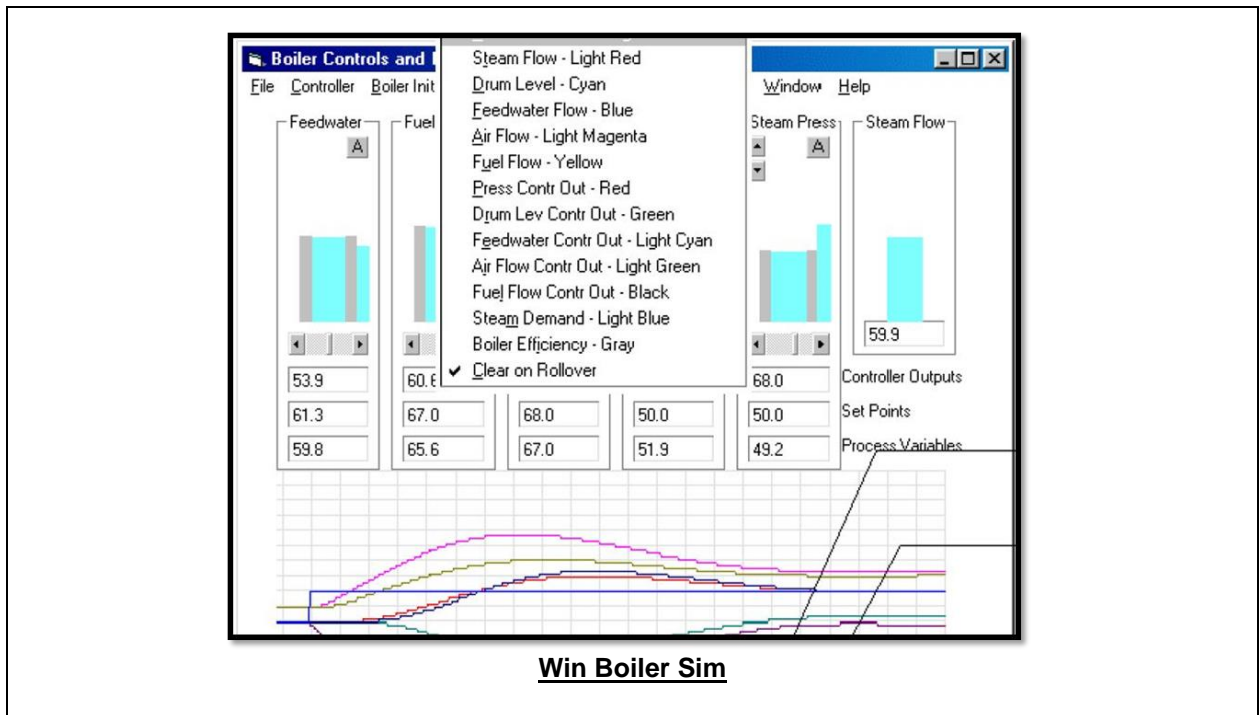 Boiler Controls and
File Controller Boiler Init Window Help
Steam Flow - Light Red
Drum Level - Cyan
Feedwater Flow - Blue
Air Flow - Light Magenta
Fuel Flow - Yellow
Press Contr Out - Red
Drum Lev Contr Out - Green
Feedwater Contr Out - Light Cyan
Air Flow Contr Out - Light Green
Fuel Flow Contr Out - Black
Steam Demand - Light Blue
Boiler Efficiency - Gray
Clear on Rollover
Feedwater Fuel Steam Press Steam Flow
A A
59.9
53.9 60.6 68.0 Controller Outputs
61.3 67.0 68.0 50.0 50.0 Set Points
59.8 65.6 67.0 51.9 49.2 Process Variables
Win Boiler Sim